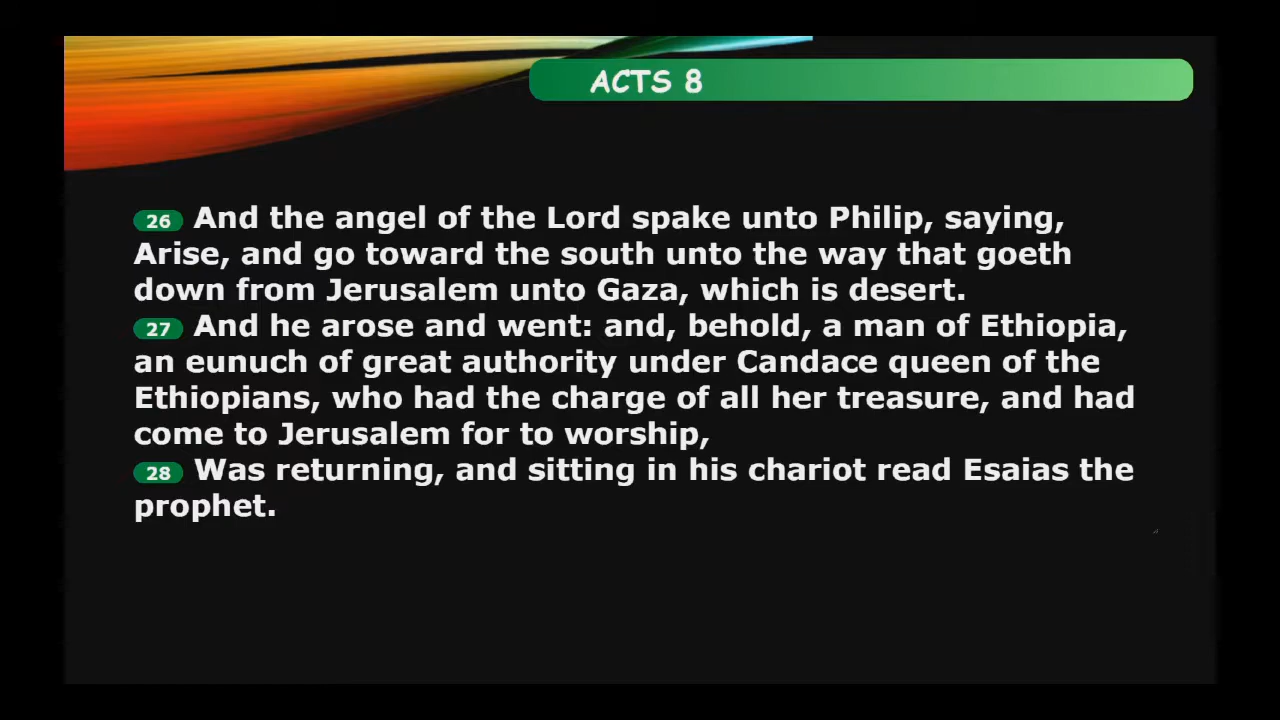 ACTS 8
26 And the angel of the Lord spake unto Philip, saying,
Arise, and go toward the south unto the way that goeth
down from Jerusalem unto Gaza, which is desert.
27 And he arose and went: and, behold, a man of Ethiopia,
an eunuch of great authority under Candace queen of the
Ethiopians, who had the charge of all her treasure, and had
come to Jerusalem for to worship,
28 Was returning, and sitting in his chariot read Esaias the
prophet.